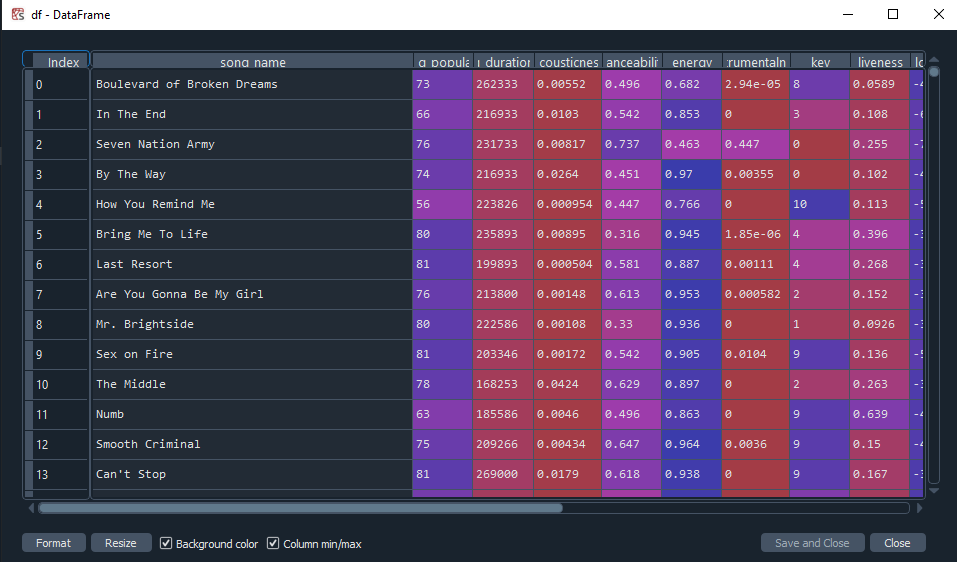 df - DataFrame
Index song_name g_popula n_duration cousticnes anceabilit energy :rumentaln key liveness lo
0 Boulevard of Broken Dreams 73 262333 0.00552 0.496 0.682 2.94e-05 8 0.0589 -4
1 In The End 66 216933 0.0103 0.542 0.853 0 3 0.108 -6
2 Seven Nation Army 76 231733 0.00817 0.737 0.463 0.447 0 0.255 -7
3 By The Way 74 216933 0.0264 0.451 0.97 0.00355 0 0.102 -4
4 How You Remind Me 56 223826 0.000954 0.447 0.766 0 10 0.113 -5
5 Bring Me To Life 80 235893 0.00895 0.316 0.945 1.85e-06 4 0.396 -3
6 Last Resort 81 199893 0.000504 0.581 0.887 0.00111 4 0.268 -3
7 Are You Gonna Be My Girl 76 213800 0.00148 0.613 0.953 0.000582 2 0.152 -3
8 Mr. Brightside 80 222586 0.00108 0.33 0.936 0 1 0.0926 -3
9 Sex on Fire 81 203346 0.00172 0.542 0.905 0.0104 9 0.136 -5
10 The Middle 78 168253 0.0424 0.629 0.897 0 2 0.263 -3
11 Numb 63 185586 0.0046 0.496 0.863 0 9 0.639 -4
12 Smooth Criminal 75 209266 0.00434 0.647 0.964 0.0036 9 0.15 -4
13 Can't Stop 81 269000 0.0179 0.618 0.938 0 9 0.167 -3
Format Resize Background color Column min/max Save and Close Close